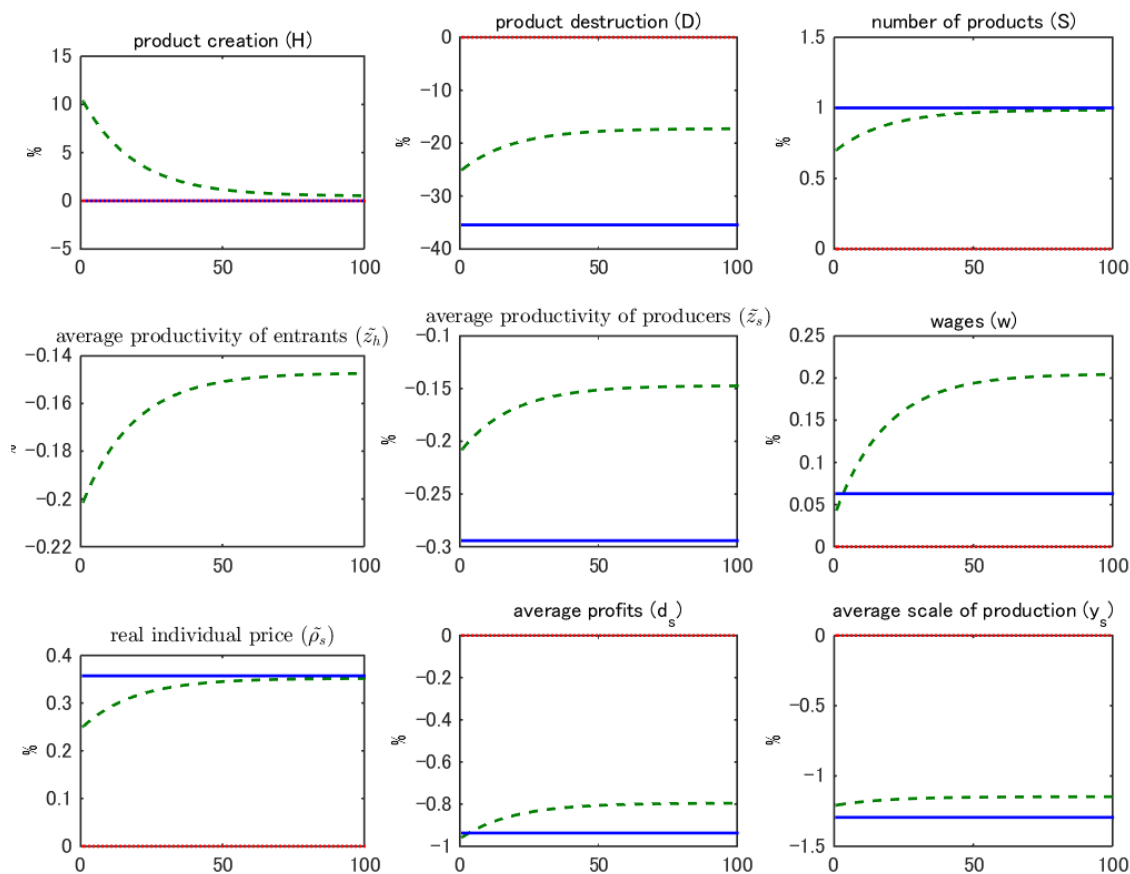 product creation (H)
15
10
5
0
-5
%
0 50 100
product destruction (D)
0
-10
-20
-30
-40
%
0 50 100
number of products (S)
1.5
1
0.5
0
%
0 50 100
average productivity of entrants (z̃_h)
-0.14
-0.16
-0.18
-0.2
-0.22
0 50 100
average productivity of producers (z̃_s)
-0.1
-0.15
-0.2
-0.25
-0.3
%
0 50 100
wages (w)
0.25
0.2
0.15
0.1
0.05
0
%
0 50 100
real individual price (ρ̃_s)
0.4
0.3
0.2
0.1
0
%
0 50 100
average profits (d_s)
0
-0.2
-0.4
-0.6
-0.8
-1
%
0 50 100
average scale of production (y_s)
0
-0.5
-1
-1.5
%
0 50 100